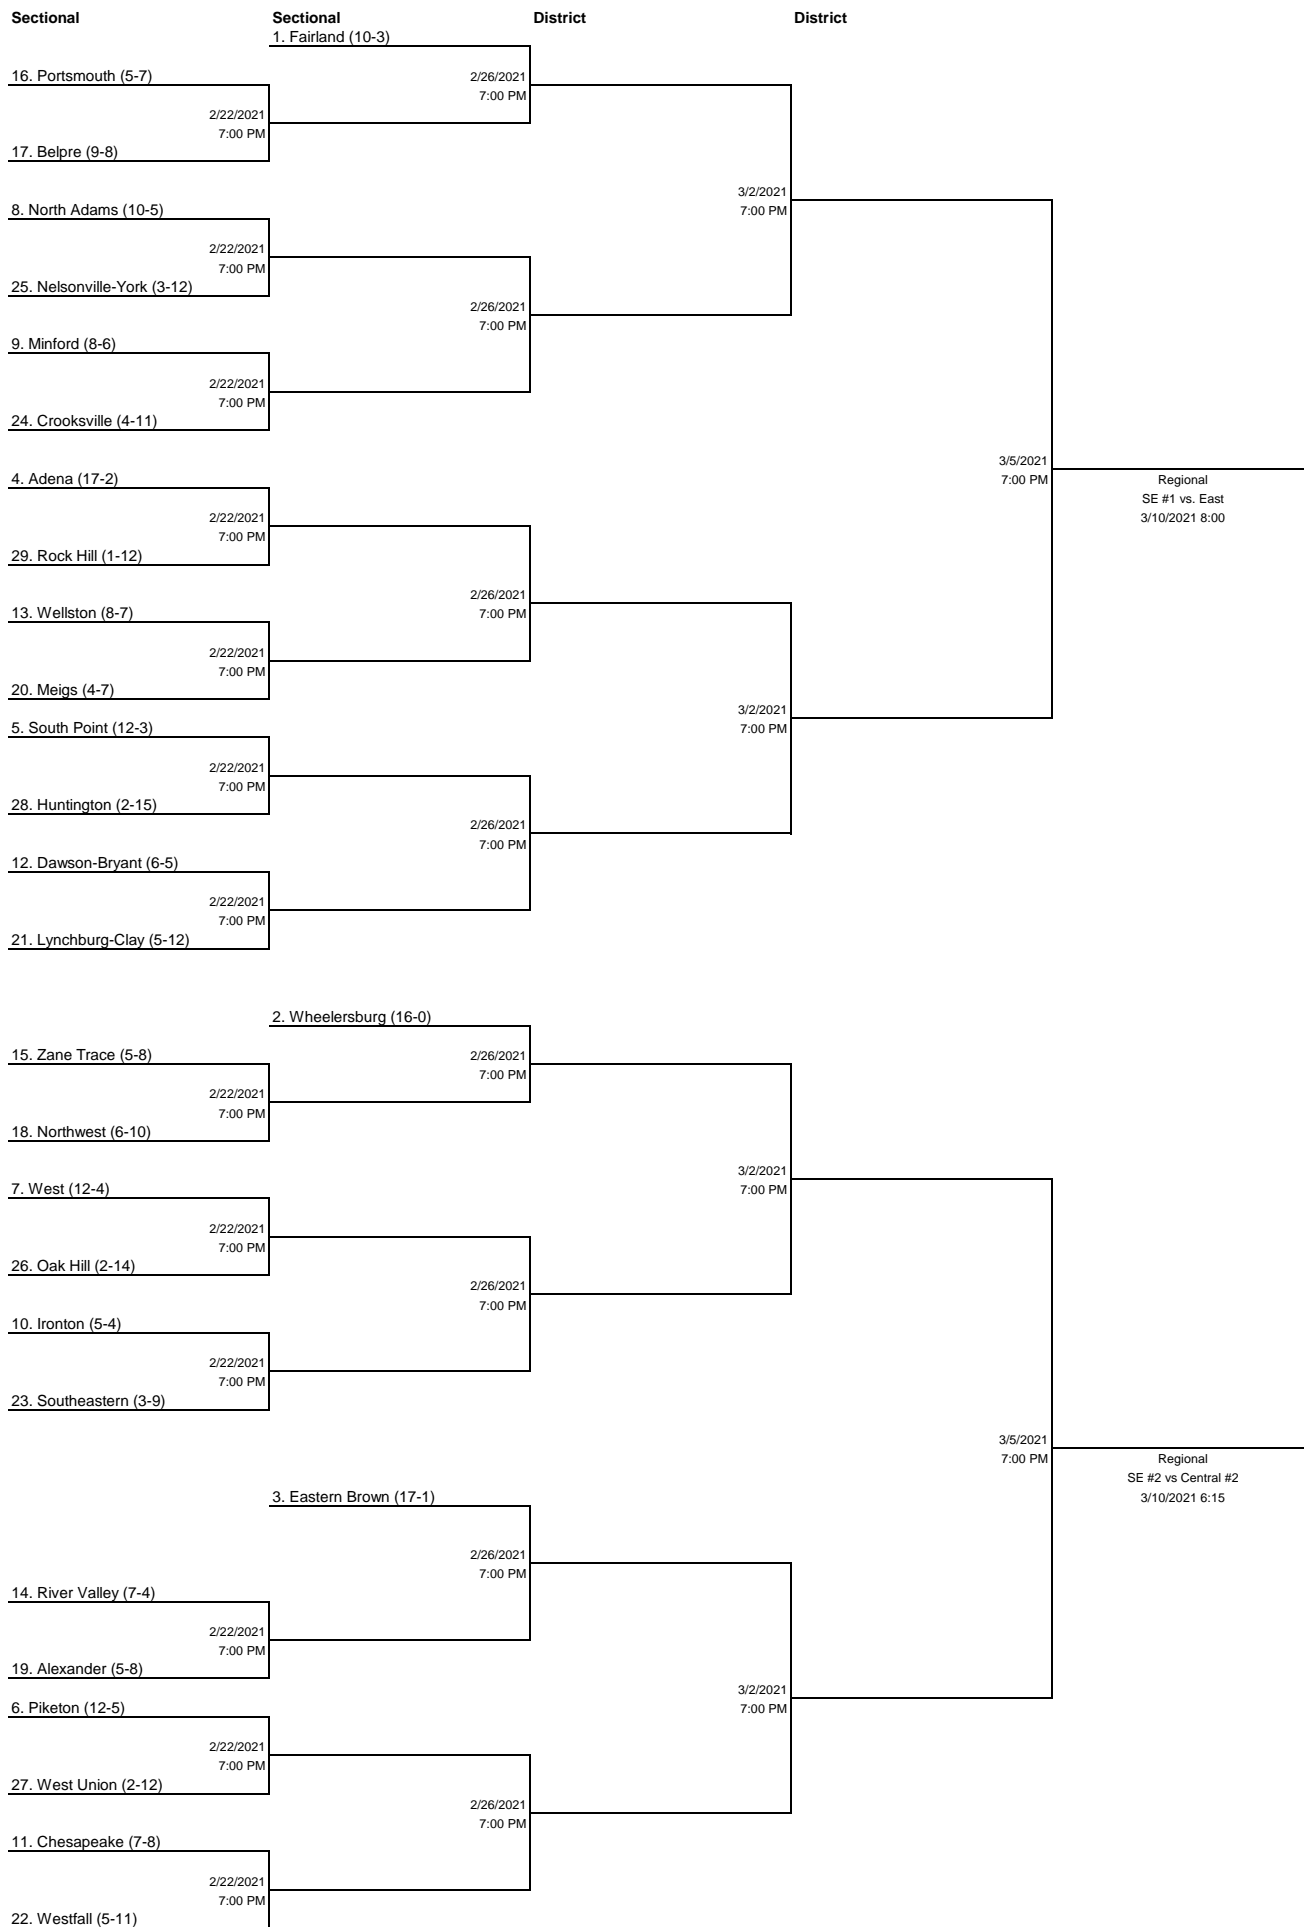 Sectional Sectional District District
1. Fairland (10-3)
16. Portsmouth (5-7)
2/26/2021
7:00 PM
2/22/2021
7:00 PM
17. Belpre (9-8)
3/2/2021
7:00 PM
8. North Adams (10-5)
2/22/2021
7:00 PM
25. Nelsonville-York (3-12)
2/26/2021
7:00 PM
9. Minford (8-6)
2/22/2021
7:00 PM
24. Crooksville (4-11)
3/5/2021
7:00 PM
Regional
SE #1 vs. East
3/10/2021 8:00
4. Adena (17-2)
2/22/2021
7:00 PM
29. Rock Hill (1-12)
2/26/2021
7:00 PM
13. Wellston (8-7)
2/22/2021
7:00 PM
20. Meigs (4-7)
3/2/2021
7:00 PM
5. South Point (12-3)
2/22/2021
7:00 PM
28. Huntington (2-15)
2/26/2021
7:00 PM
12. Dawson-Bryant (6-5)
2/22/2021
7:00 PM
21. Lynchburg-Clay (5-12)
2. Wheelersburg (16-0)
15. Zane Trace (5-8)
2/26/2021
7:00 PM
2/22/2021
7:00 PM
18. Northwest (6-10)
3/2/2021
7:00 PM
7. West (12-4)
2/22/2021
7:00 PM
26. Oak Hill (2-14)
2/26/2021
7:00 PM
10. Ironton (5-4)
2/22/2021
7:00 PM
23. Southeastern (3-9)
3/5/2021
7:00 PM
Regional
SE #2 vs Central #2
3/10/2021 6:15
3. Eastern Brown (17-1)
2/26/2021
7:00 PM
14. River Valley (7-4)
2/22/2021
7:00 PM
19. Alexander (5-8)
3/2/2021
7:00 PM
6. Piketon (12-5)
2/22/2021
7:00 PM
27. West Union (2-12)
2/26/2021
7:00 PM
11. Chesapeake (7-8)
2/22/2021
7:00 PM
22. Westfall (5-11)